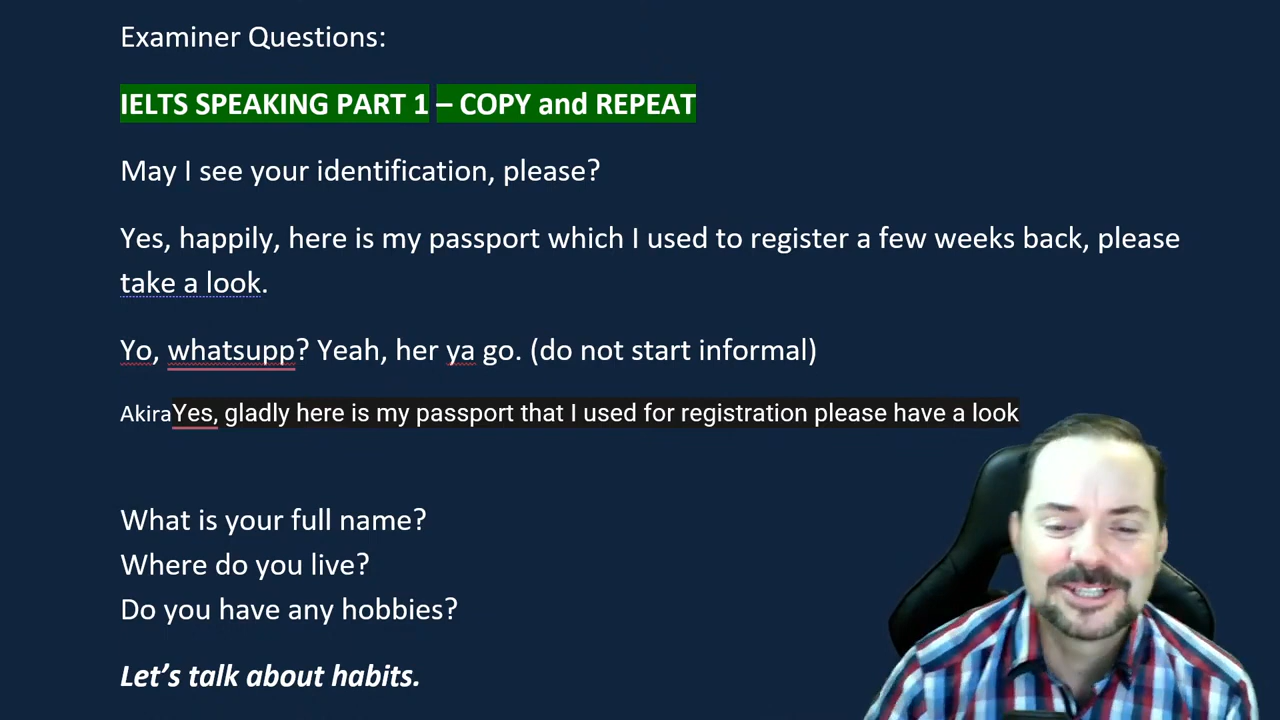 Examiner Questions:
IELTS SPEAKING PART 1 – COPY and REPEAT
May I see your identification, please?
Yes, happily, here is my passport which I used to register a few weeks back, please
take a look.
Yo, whatsupp? Yeah, her ya go. (do not start informal)
AkiraYes, gladly here is my passport that I used for registration please have a look
What is your full name?
Where do you live?
Do you have any hobbies?
Let’s talk about habits.